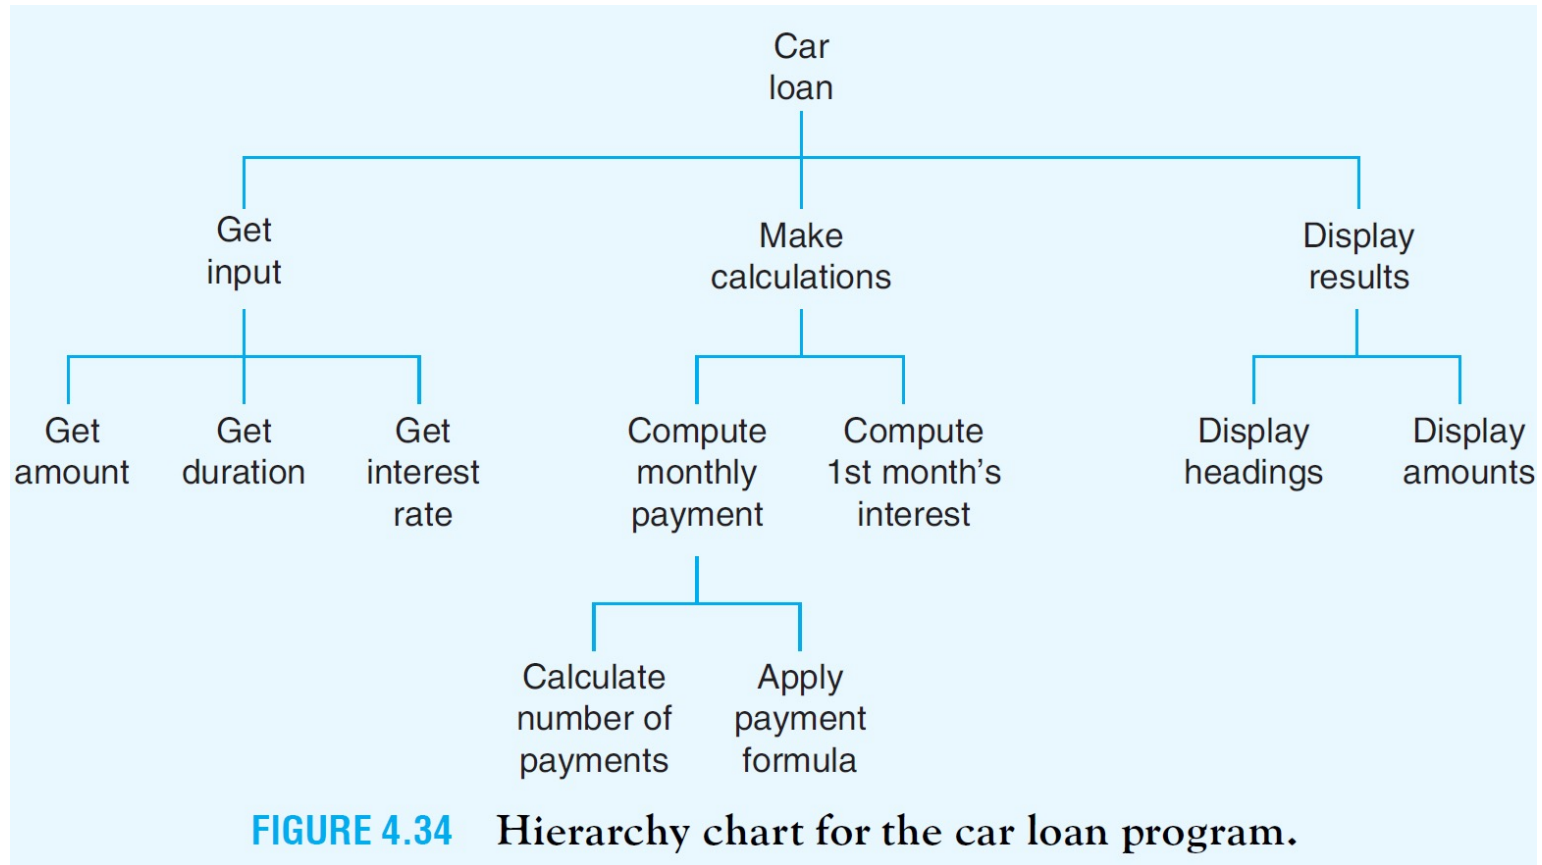 Car
loan
Get
input
Make
calculations
Display
results
Get
amount
Get
duration
Get
interest
rate
Compute
monthly
payment
Compute
1st month's
interest
Display
headings
Display
amounts
Calculate
number of
payments
Apply
payment
formula
FIGURE 4.34 Hierarchy chart for the car loan program.